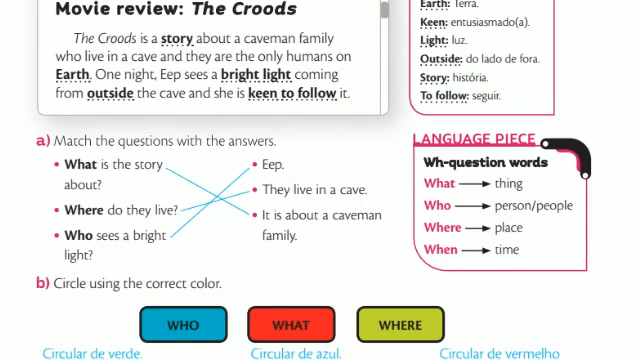 Movie review: The Croods
The Croods is a story about a caveman family
who live in a cave and they are the only humans on
Earth. One night, Eep sees a bright light coming
from outside the cave and she is keen to follow it.
Earth: Terra.
Keen: entusiasmado(a).
Light: luz.
Outside: do lado de fora.
Story: história.
To follow: seguir.
a) Match the questions with the answers.
• What is the story
about?
• Where do they live?
• Who sees a bright
light?
• Eep.
• They live in a cave.
• It is about a caveman
family.
LANGUAGE PIECE
Wh-question words
What → thing
Who → person/people
Where → place
When → time
b) Circle using the correct color.
WHO
WHAT
WHERE
Circular de verde.
Circular de azul.
Circular de vermelho